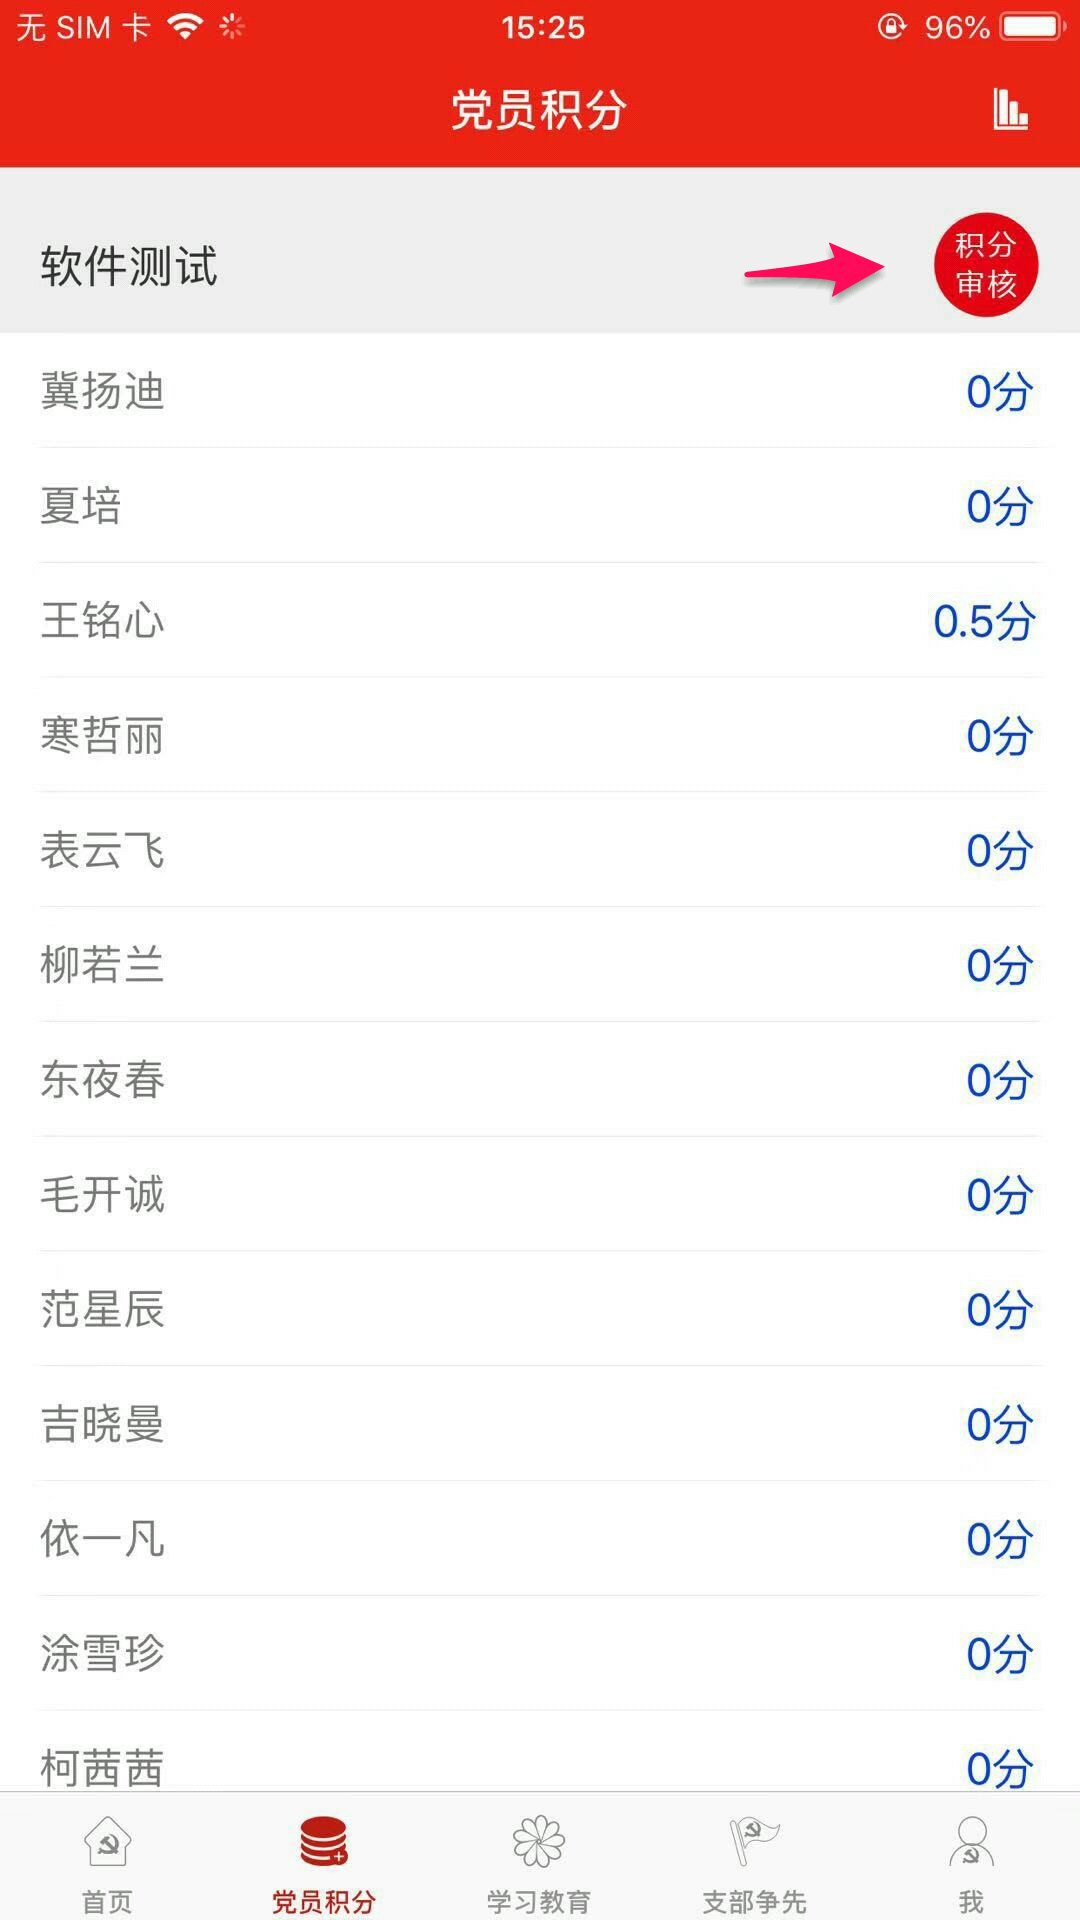 无 SIM 卡 15:25 96%
党员积分
软件测试
积分
审核
冀扬迪 0分
夏培 0分
王铭心 0.5分
寒哲丽 0分
表云飞 0分
柳若兰 0分
东夜春 0分
毛开诚 0分
范星辰 0分
吉晓曼 0分
依一凡 0分
涂雪珍 0分
柯茜茜 0分
首页 党员积分 学习教育 支部争先 我